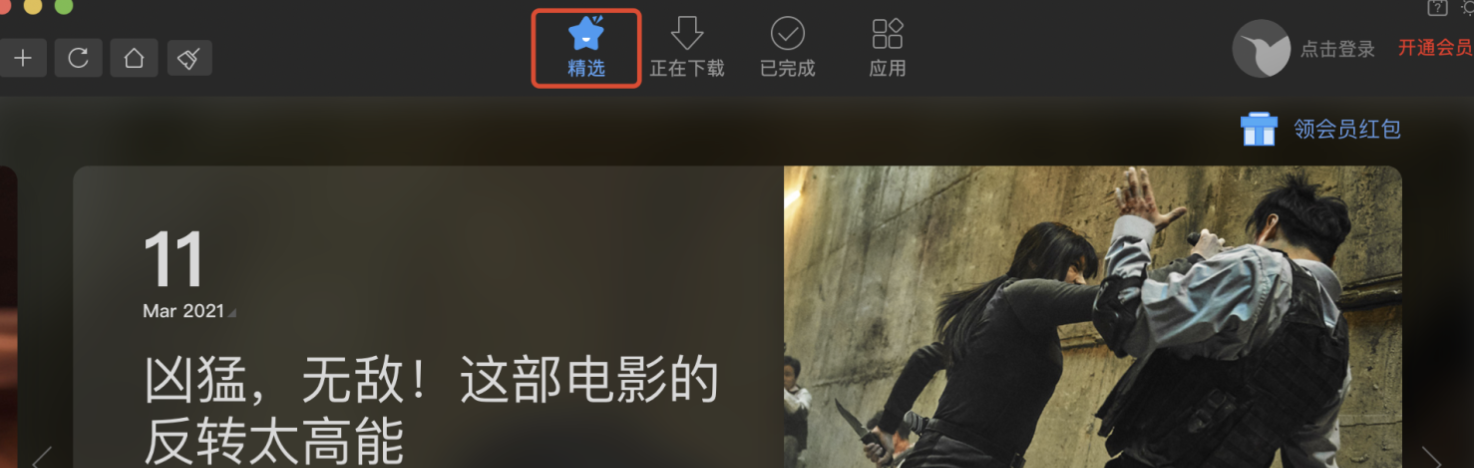 精选
正在下载
已完成
应用
点击登录
开通会员
领会员红包
11
Mar 2021
凶猛，无敌！这部电影的
反转太高能